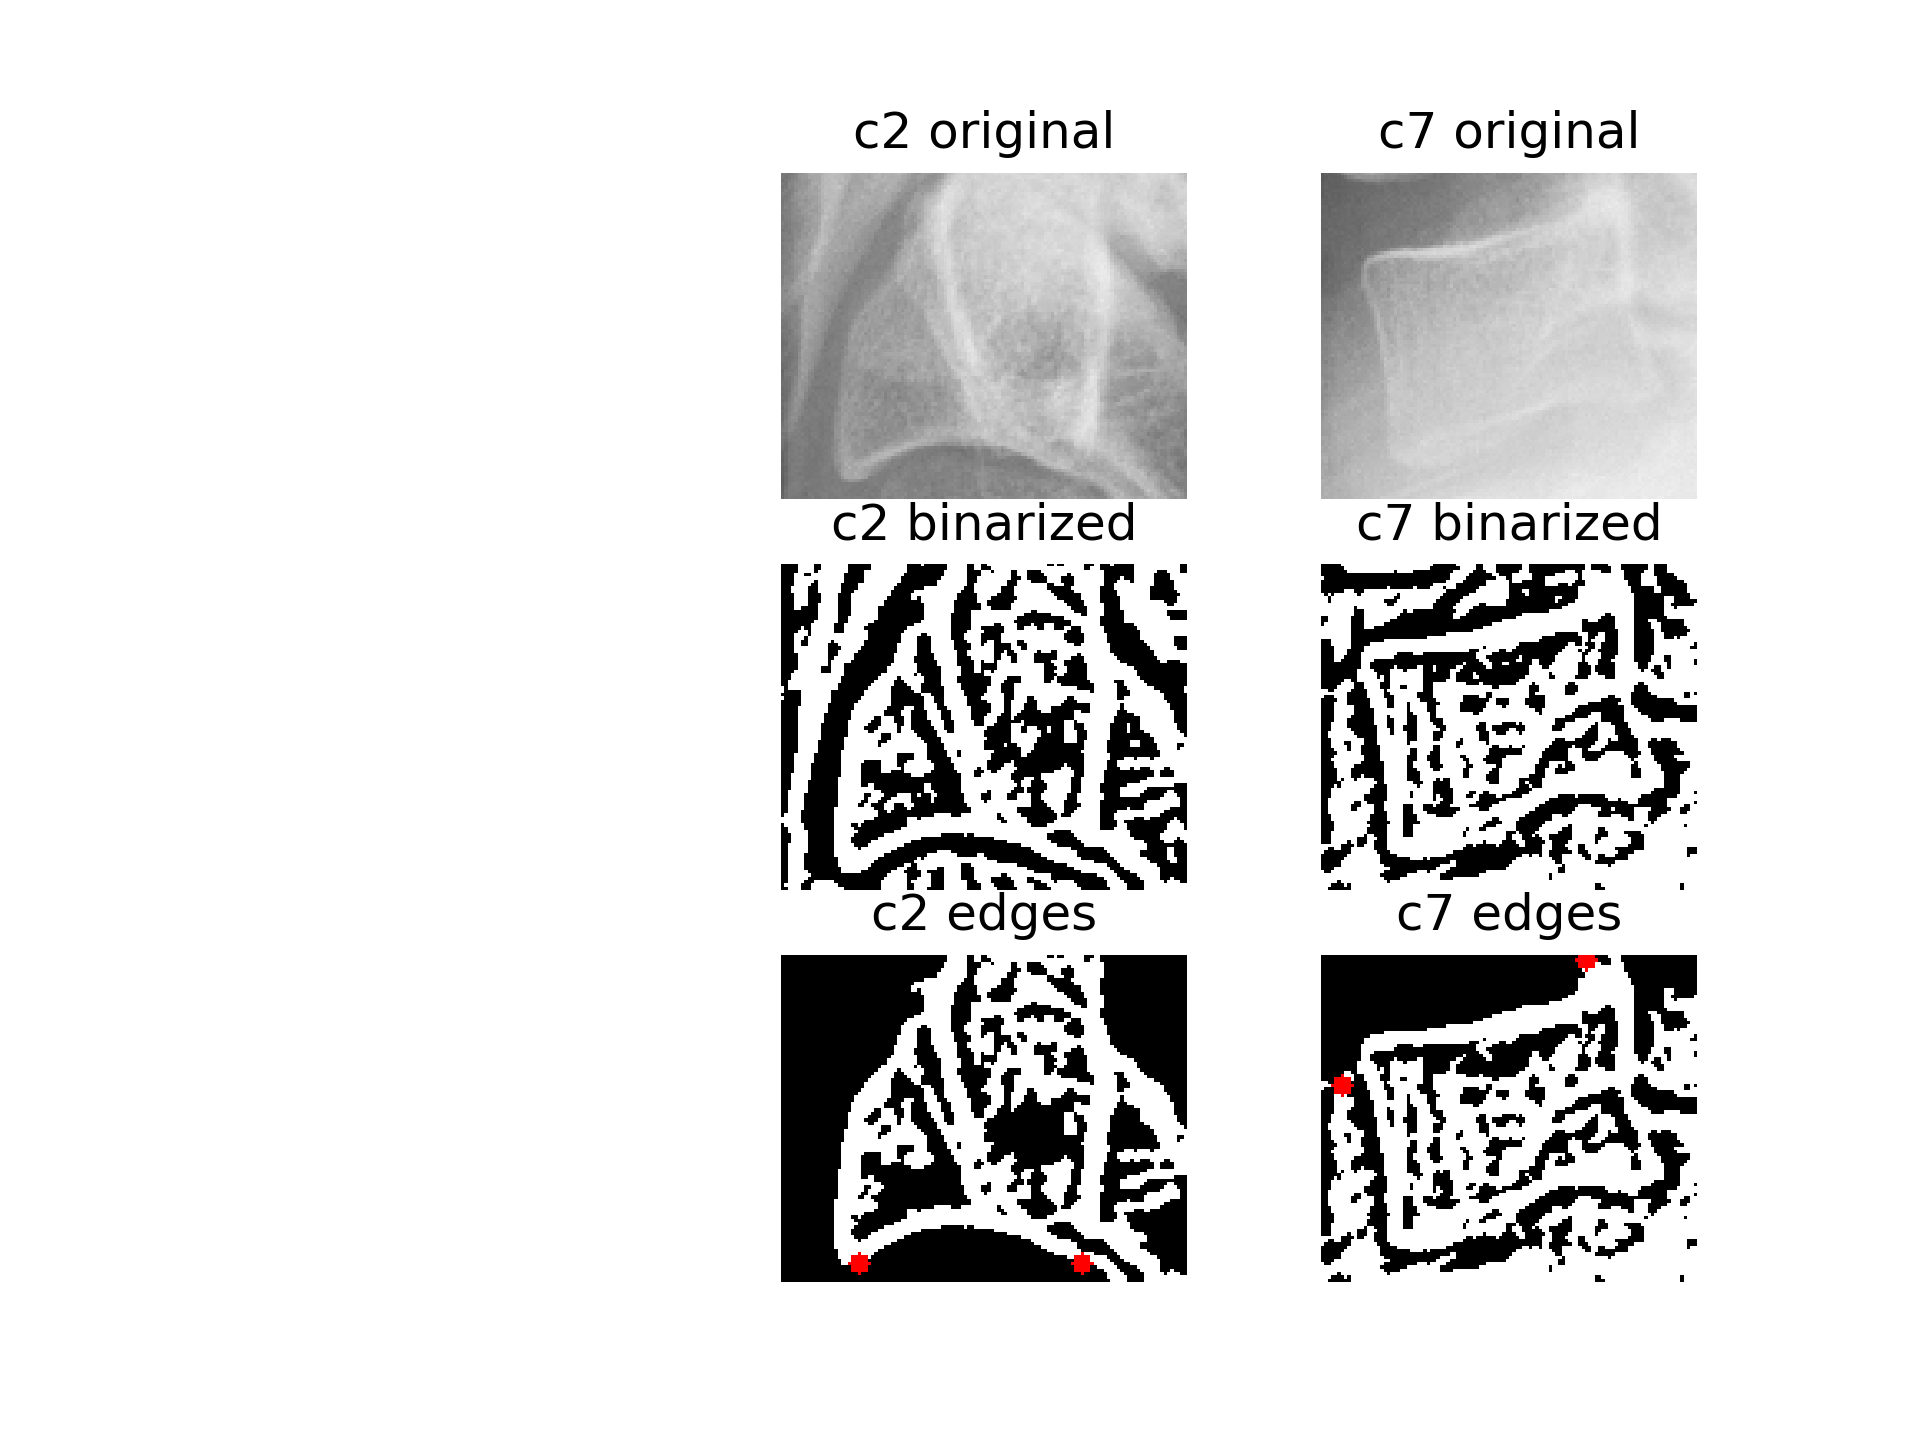 c2 original
c7 original
c2 binarized
c7 binarized
c2 edges
c7 edges